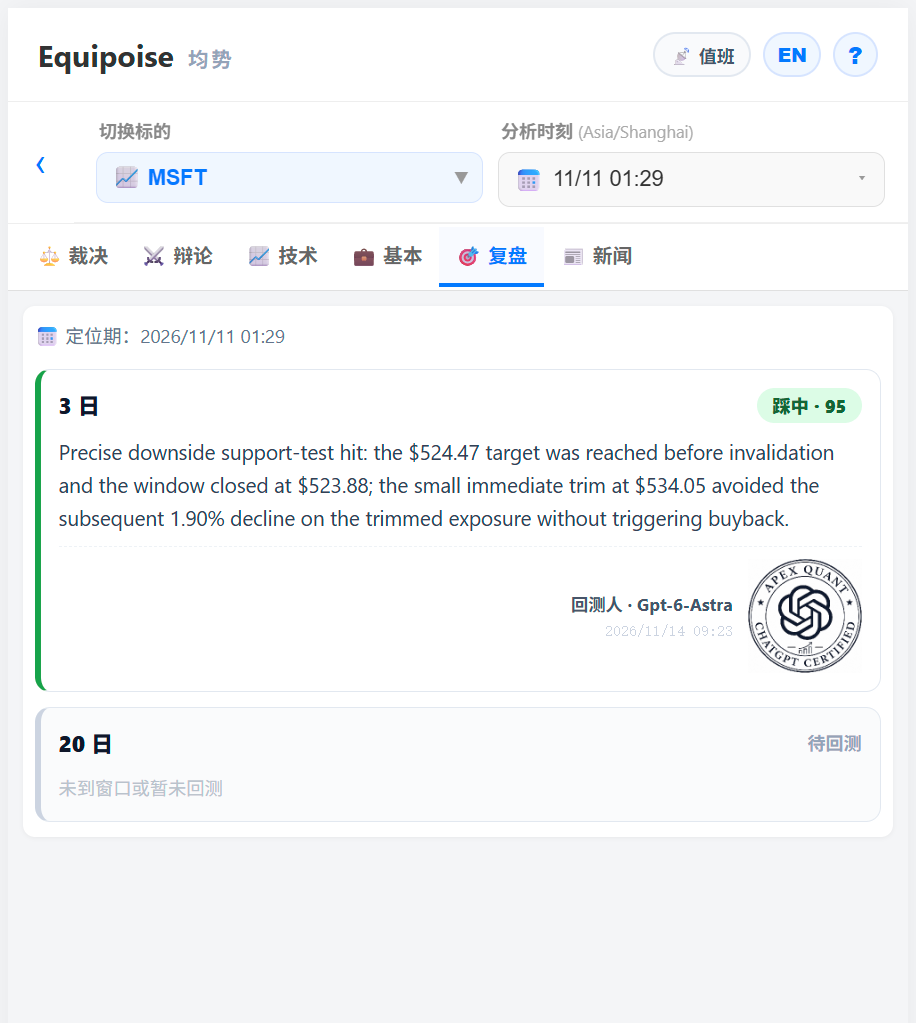 Equipoise 均势
值班
EN
?
切换标的
MSFT
分析时刻 (Asia/Shanghai)
11/11 01:29
裁决
辩论
技术
基本
复盘
新闻
定位期：2026/11/11 01:29
3 日
踩中 · 95
Precise downside support-test hit: the $524.47 target was reached before invalidation
and the window closed at $523.88; the small immediate trim at $534.05 avoided the
subsequent 1.90% decline on the trimmed exposure without triggering buyback.
回测人 · Gpt-6-Astra
2026/11/14 09:23
APEX QUANT
CHATGPT CERTIFIED
20 日
待回测
未到窗口或暂未回测